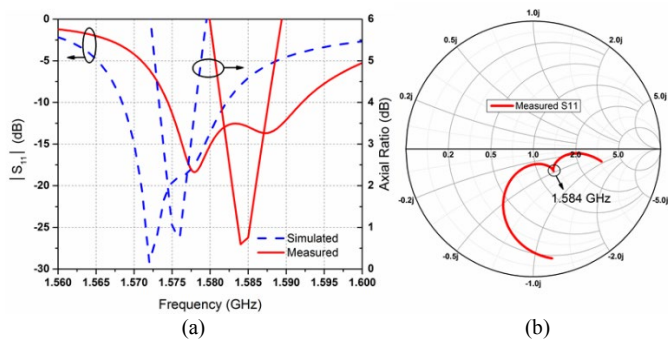 0
-5
-10
-15
-20
-25
-30
|S11| (dB)
6
5
4
3
2
1
0
Axial Ratio (dB)
Simulated
Measured
1.560 1.565 1.570 1.575 1.580 1.585 1.590 1.595 1.600
Frequency (GHz)
(a)
1.0j
0.5j 2.0j
0.2j 5.0j
Measured S11
0.2 0.5 1.0 2.0 5.0
1.584 GHz
-0.2j -5.0j
-0.5j -2.0j
-1.0j
(b)